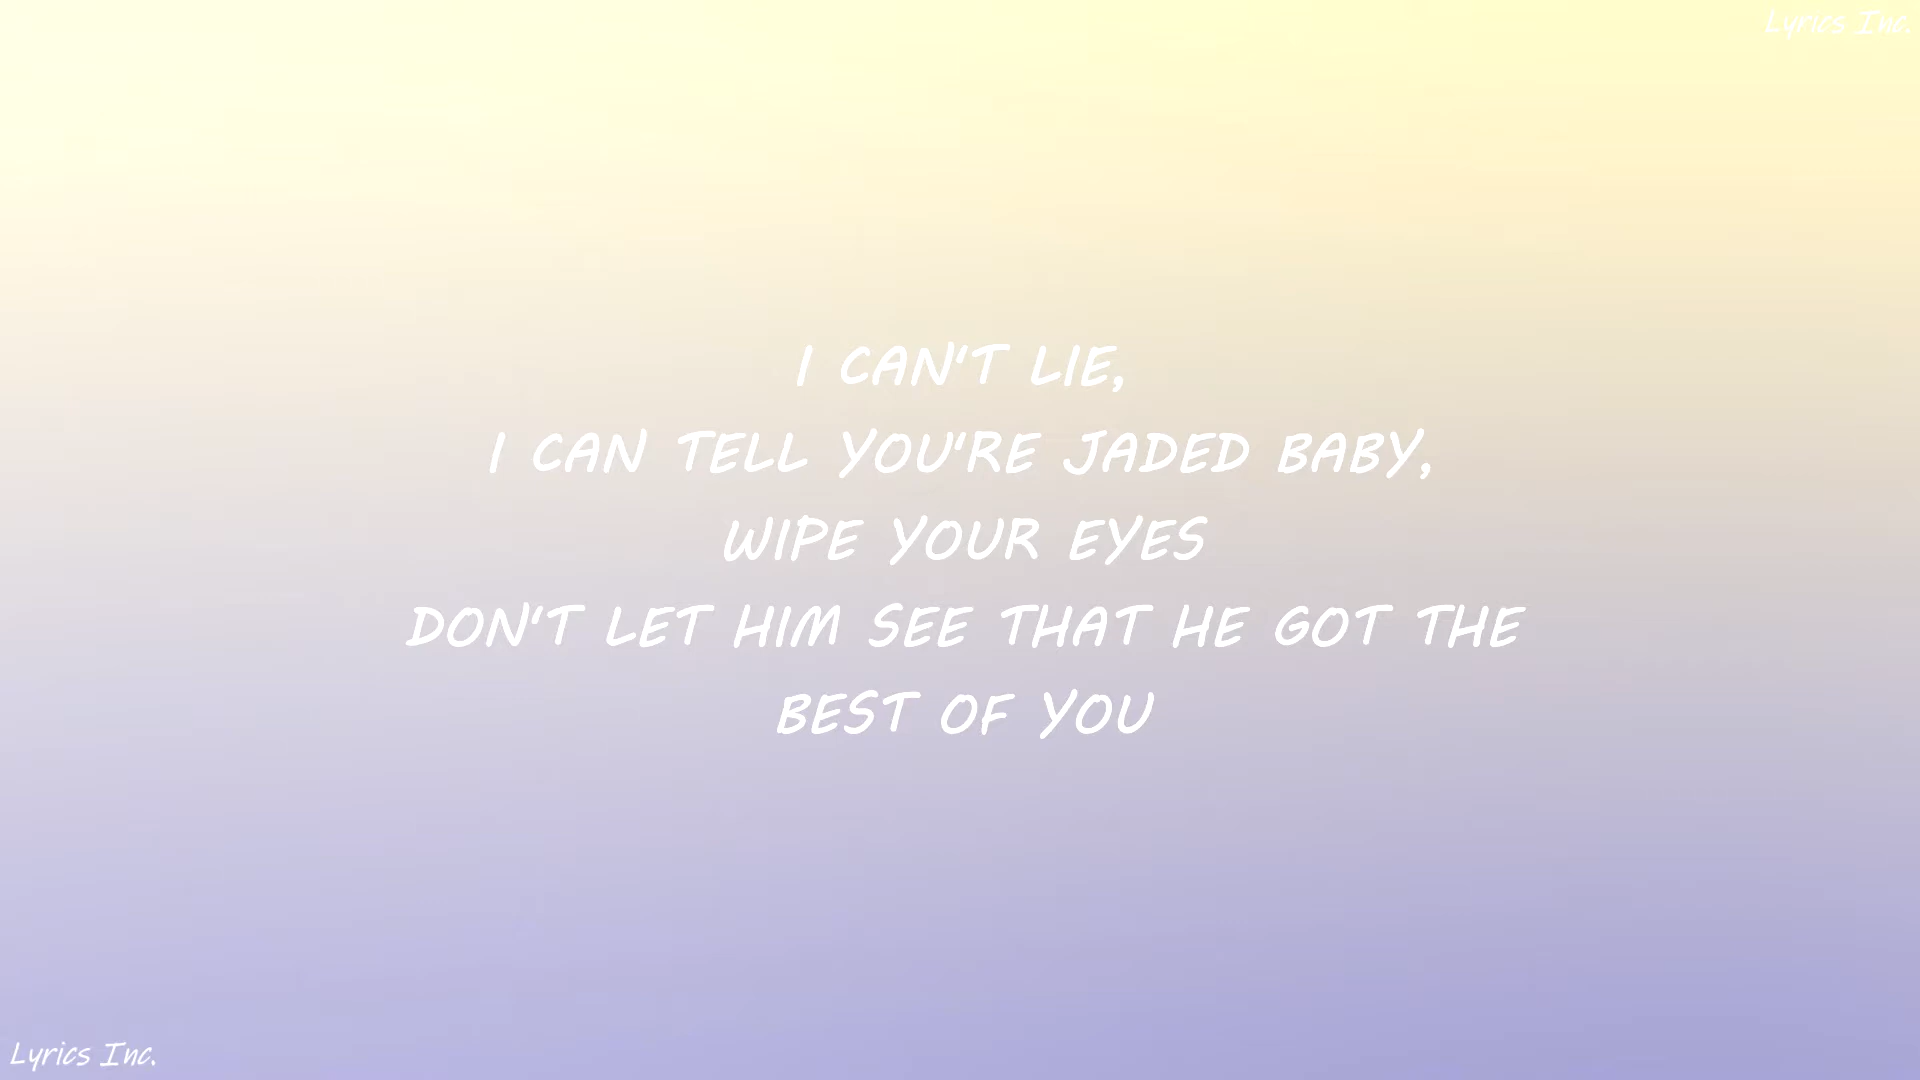 Lyrics Inc.
I CAN'T LIE,
I CAN TELL YOU'RE JADED BABY,
WIPE YOUR EYES
DON'T LET HIM SEE THAT HE GOT THE
BEST OF YOU
Lyrics Inc.